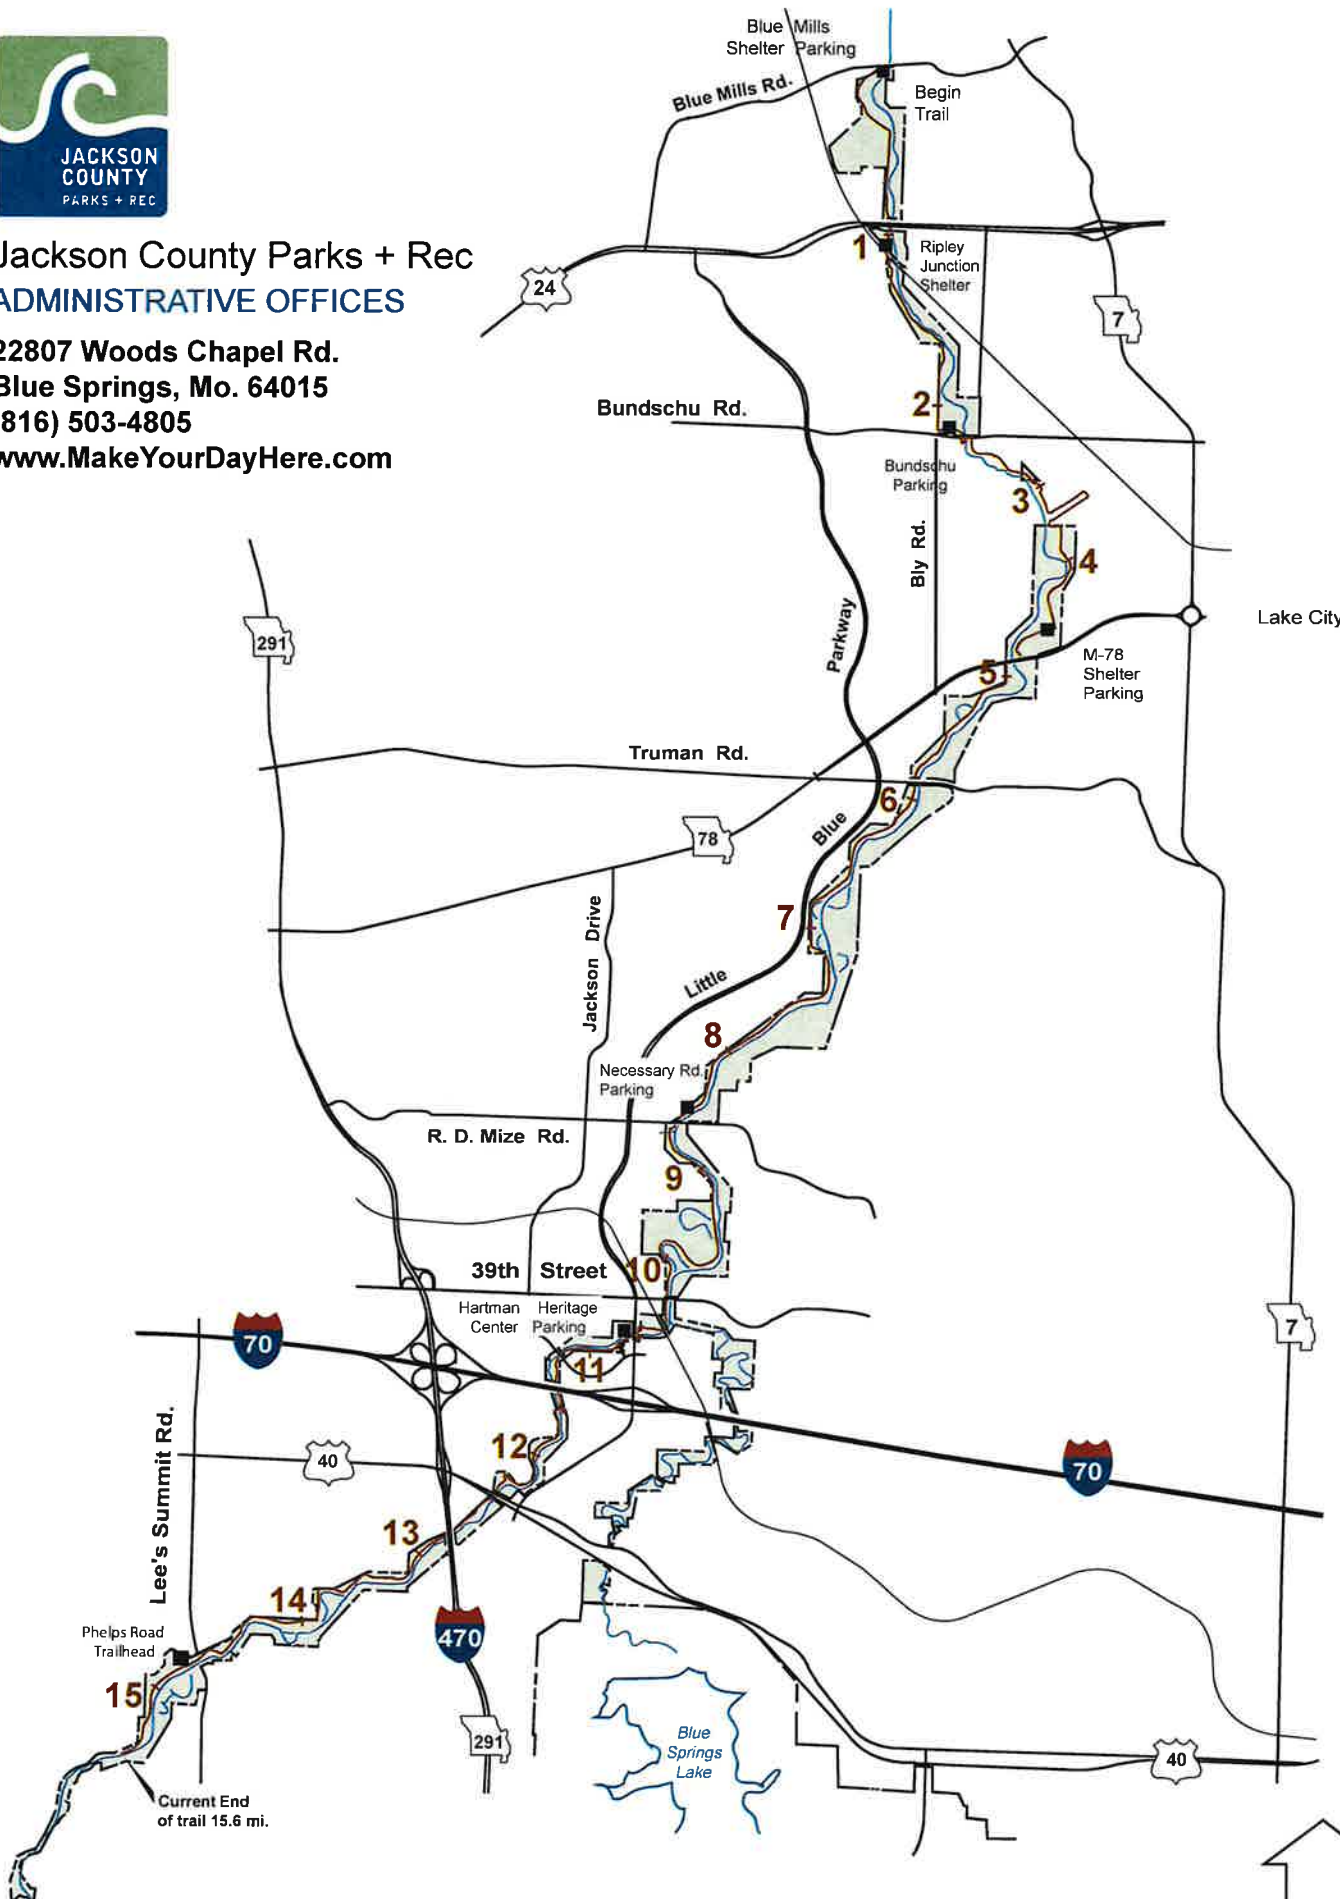 JACKSON
COUNTY
PARKS + REC
Jackson County Parks + Rec
ADMINISTRATIVE OFFICES
22807 Woods Chapel Rd.
Blue Springs, Mo. 64015
(816) 503-4805
www.MakeYourDayHere.com
Blue Mills
Shelter Parking
Blue Mills Rd.
Begin
Trail
1
Ripley
Junction
Shelter
24
7
2
Bundschu Rd.
Bundschu
Parking
3
Bly Rd.
4
291
Parkway
Lake City
5
M-78
Shelter
Parking
Truman Rd.
6
78
Blue
7
Jackson Drive
Little
8
Necessary Rd.
Parking
R. D. Mize Rd.
9
39th Street
10
Hartman Heritage
Center Parking
70
7
11
Lee's Summit Rd.
12
40
70
13
14
Phelps Road
Trailhead
470
15
291
Blue
Springs
Lake
40
Current End
of trail 15.6 mi.